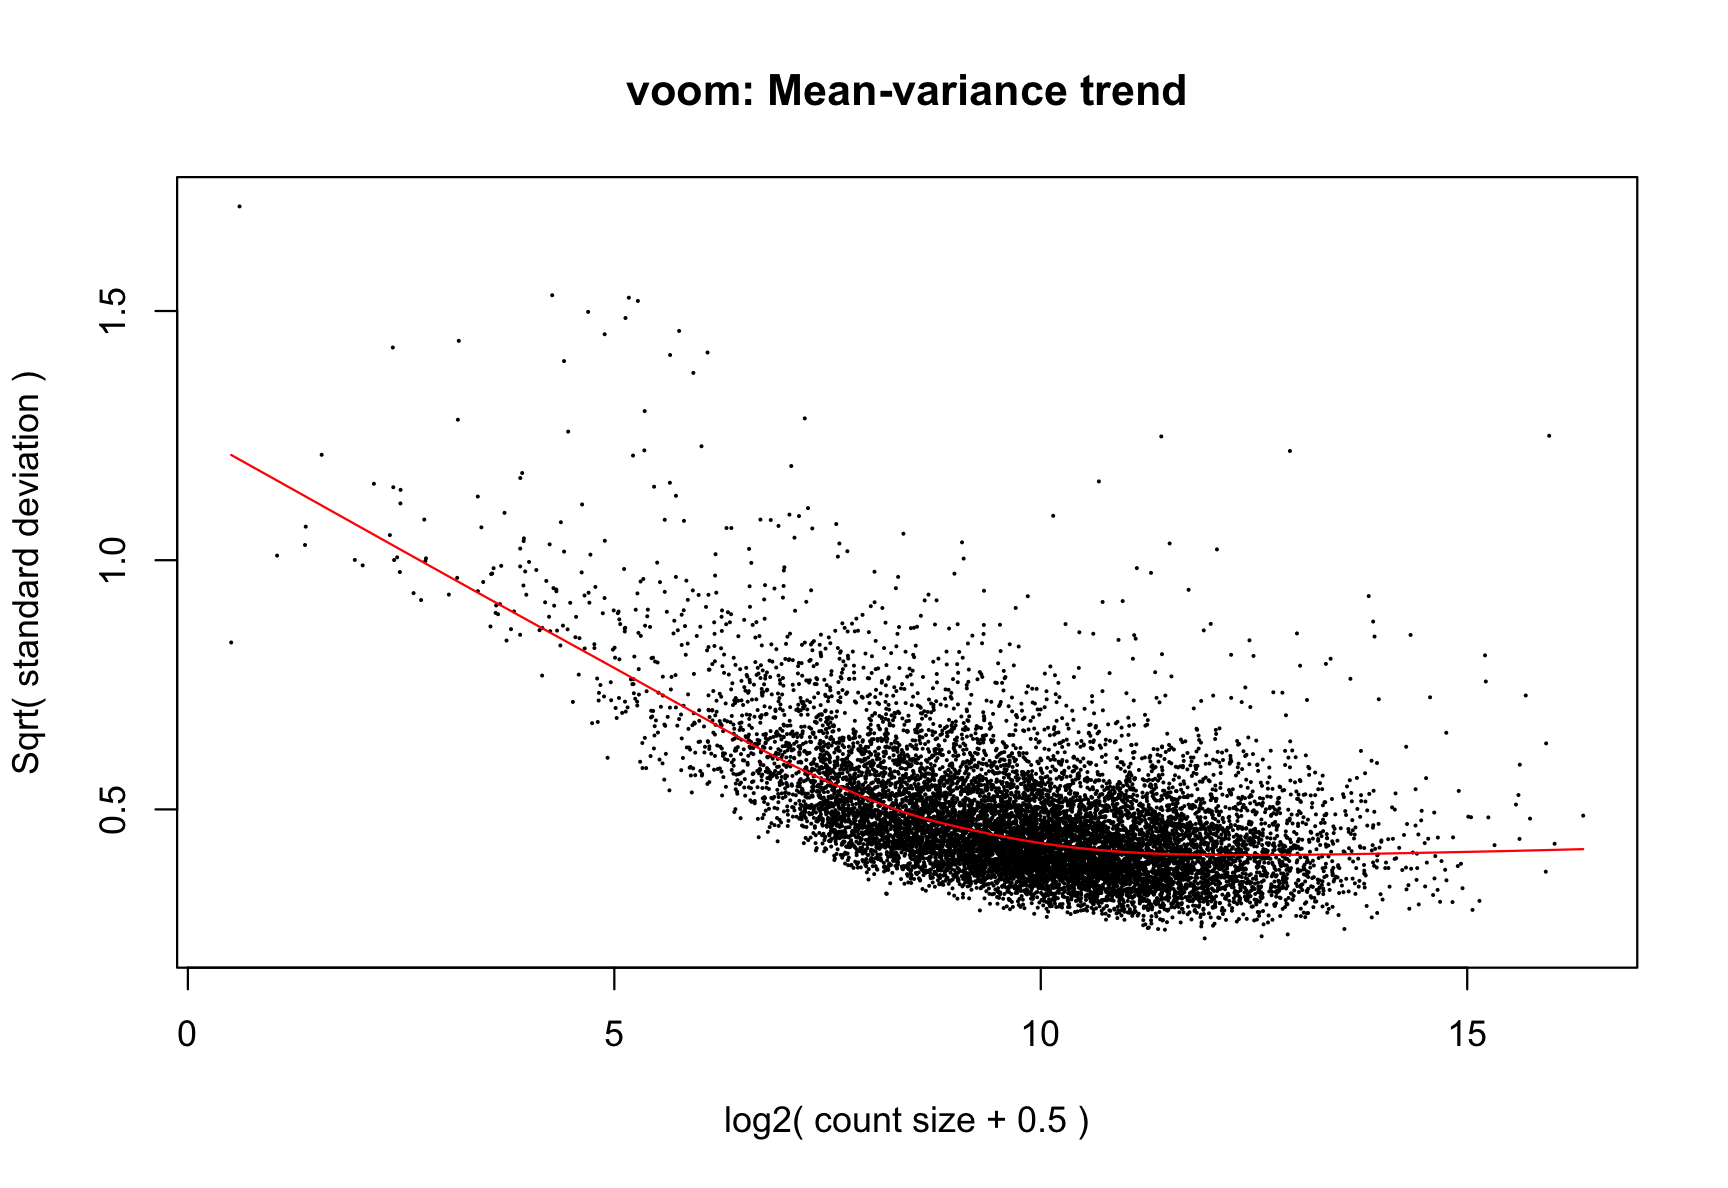 voom: Mean-variance trend
Sqrt( standard deviation )
1.5
1.0
0.5
0 5 10 15
log2( count size + 0.5 )